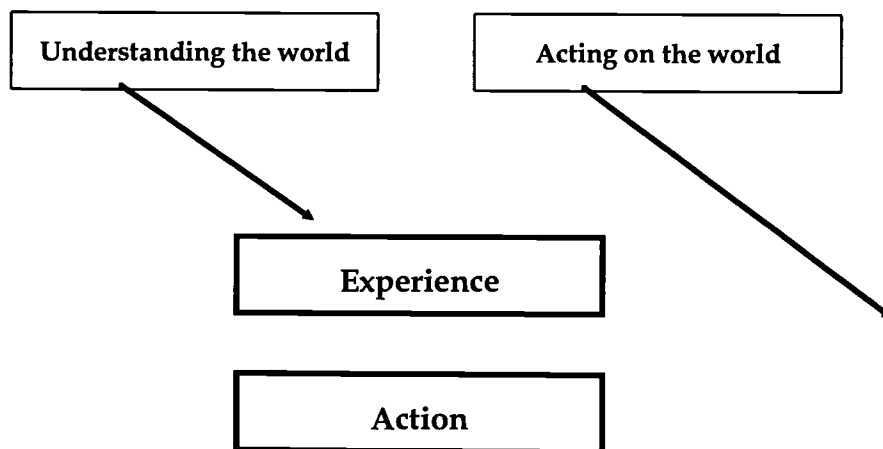 Understanding the world
Acting on the world
Experience
Action